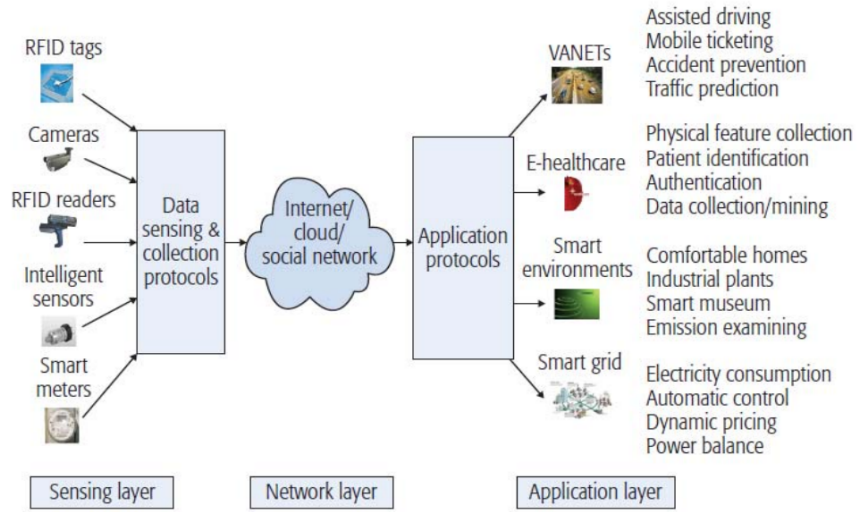 RFID tags
Cameras
RFID readers
Intelligent
sensors
Smart
meters
Data
sensing &
collection
protocols
Internet/
cloud/
social network
Application
protocols
VANETs
Assisted driving
Mobile ticketing
Accident prevention
Traffic prediction
E-healthcare
Physical feature collection
Patient identification
Authentication
Data collection/mining
Smart
environments
Comfortable homes
Industrial plants
Smart museum
Emission examining
Smart grid
Electricity consumption
Automatic control
Dynamic pricing
Power balance
Sensing layer
Network layer
Application layer